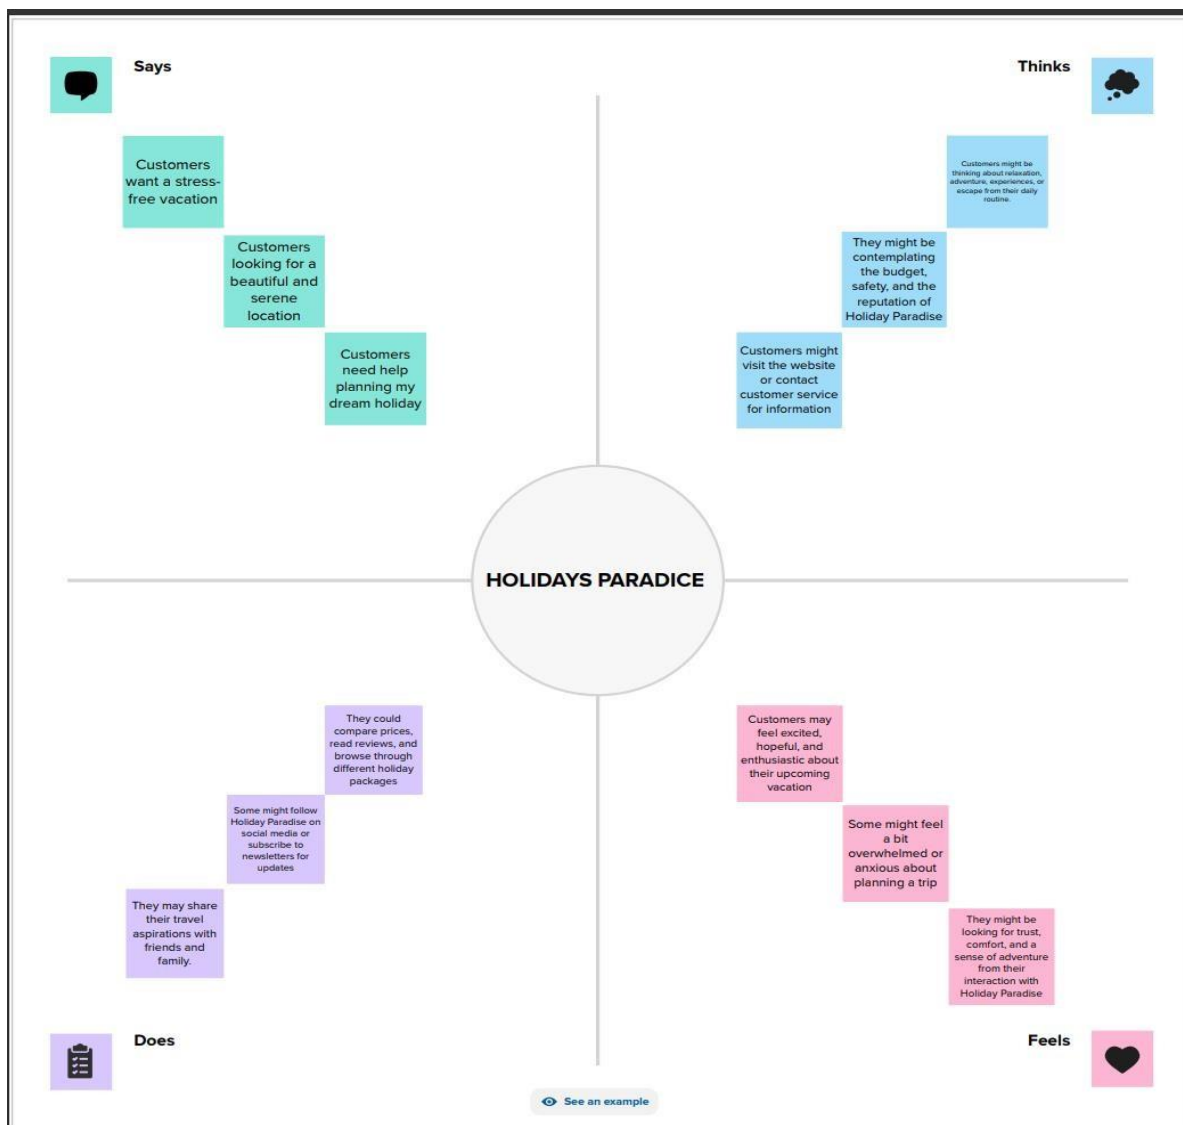 Says
Customers
want a stress-
free vacation
Customers
looking for a
beautiful and
serene
location
Customers
need help
planning my
dream holiday
Thinks
Customers might be
thinking about relaxation,
adventure, experiences, or
escape from their daily
routine.
They might be
contemplating
the budget,
safety, and the
reputation of
Holiday Paradise
Customers might
visit the website
or contact
customer service
for information
HOLIDAYS PARADICE
They could
compare prices,
read reviews, and
browse through
different holiday
packages
Some might follow
Holiday Paradise on
social media or
subscribe to
newsletters for
updates
They may share
their travel
aspirations with
friends and
family.
Does
Customers may
feel excited,
hopeful, and
enthusiastic about
their upcoming
vacation
Some might feel
a bit
overwhelmed or
anxious about
planning a trip
They might be
looking for trust,
comfort, and a
sense of adventure
from their
interaction with
Holiday Paradise
Feels
See an example